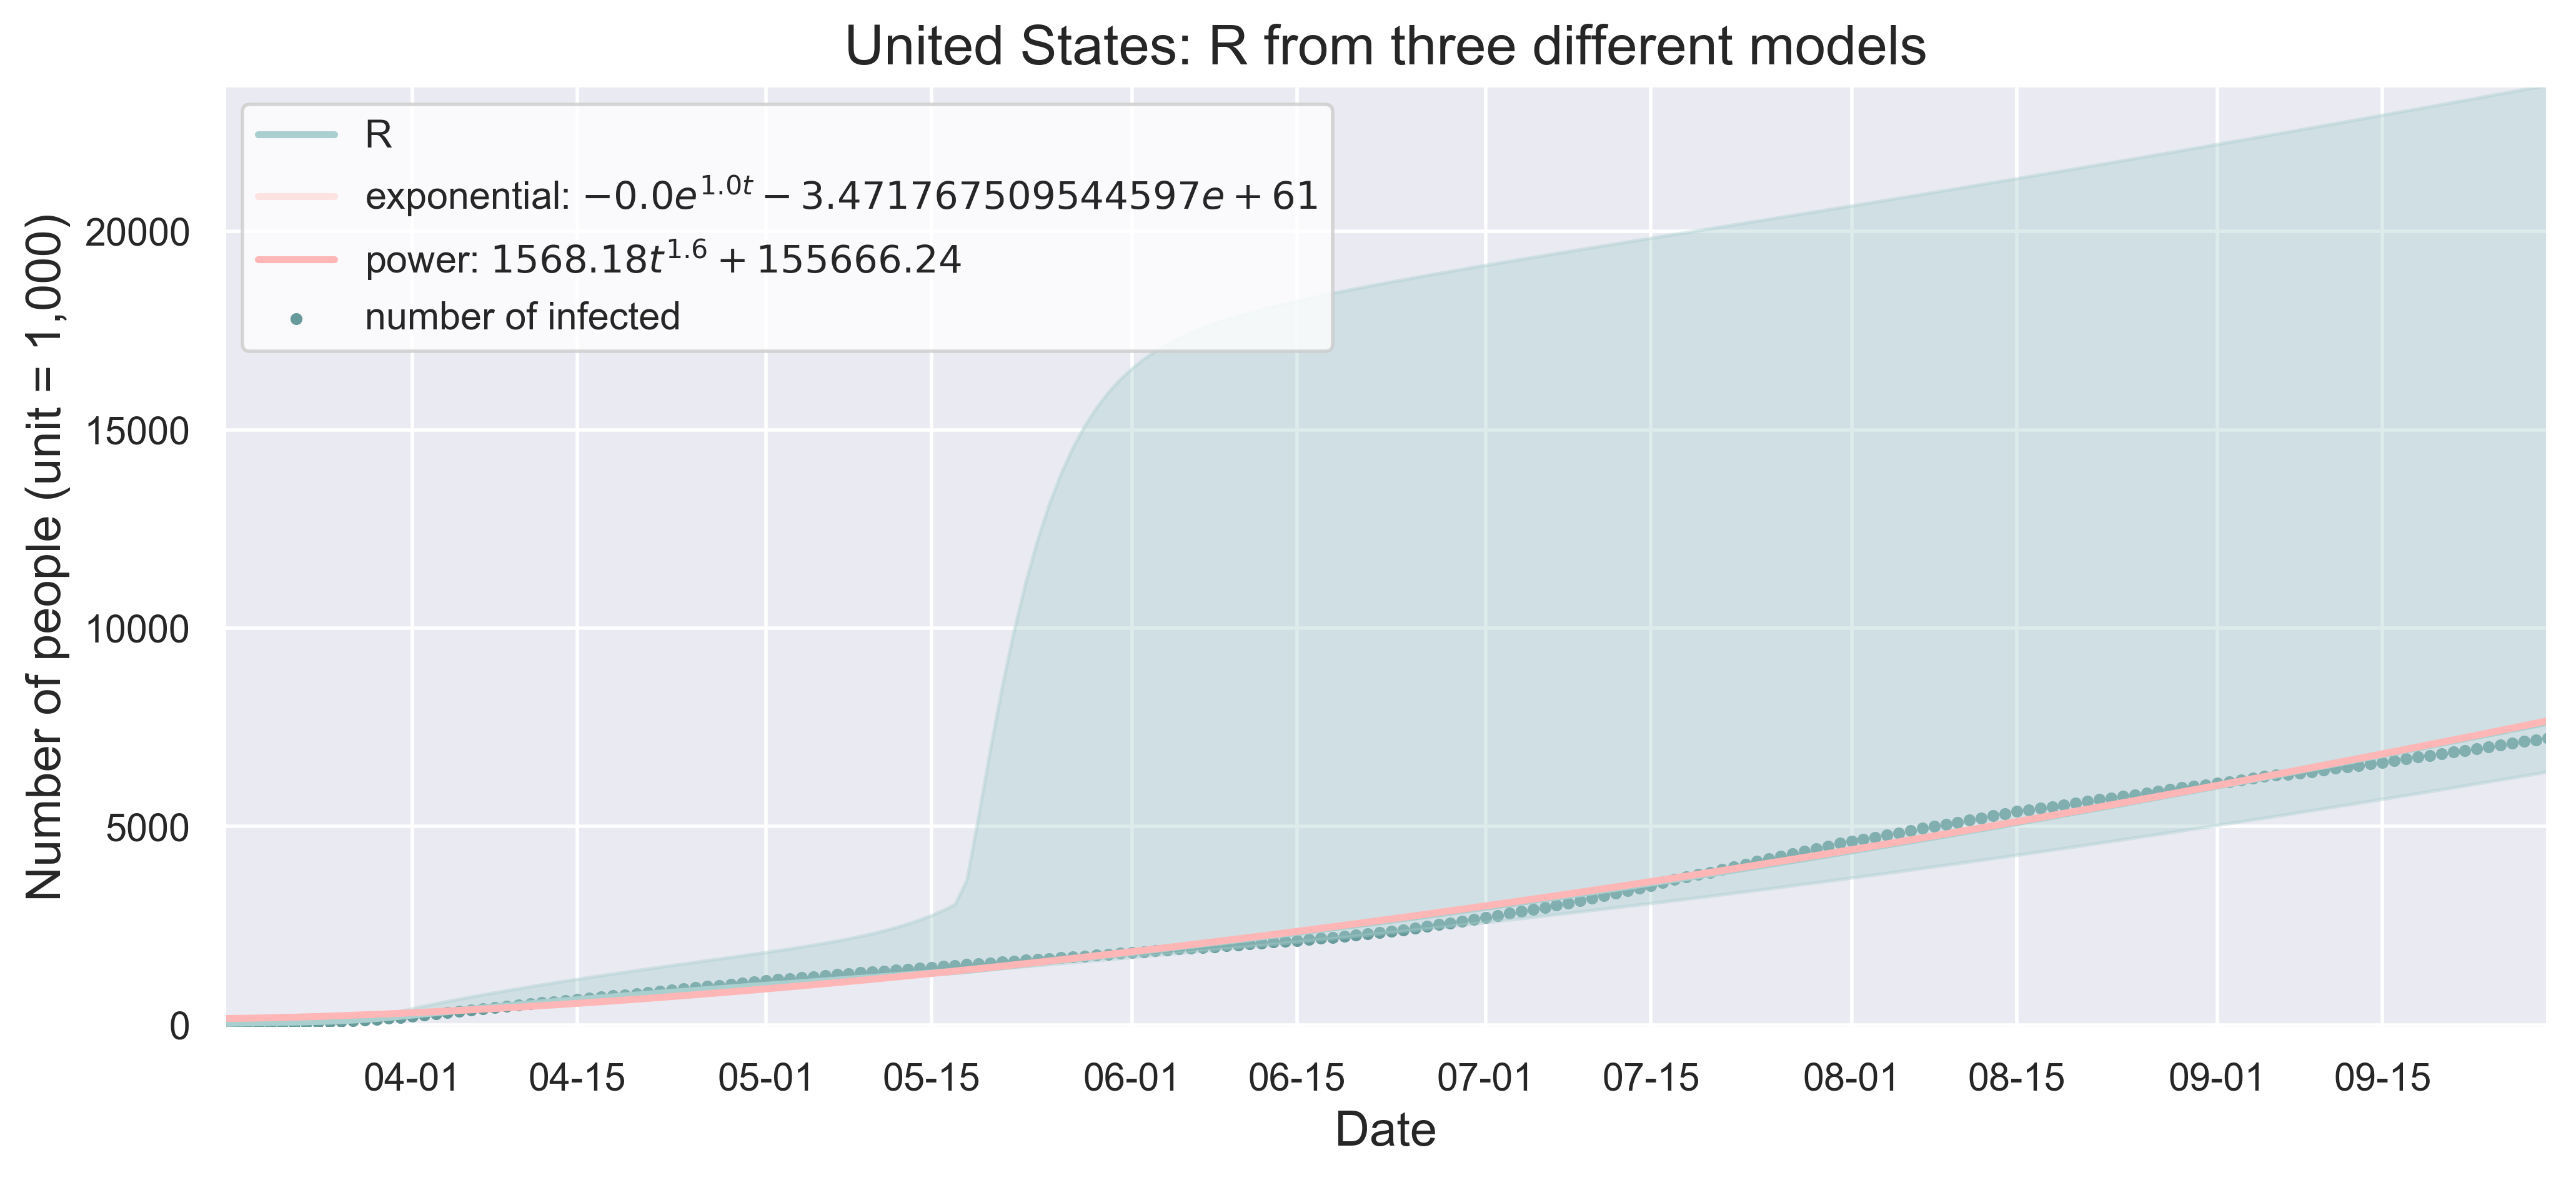 United States: R from three different models
R
exponential: −0.0e^{1.0t} − 3.4717675095445​97e + 61
power: 1568.18t^{1.6} + 155666.24
number of infected
Number of people (unit = 1,000)
20000
15000
10000
5000
0
04-01 04-15 05-01 05-15 06-01 06-15 07-01 07-15 08-01 08-15 09-01 09-15
Date